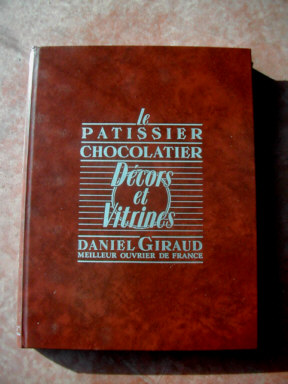 le
PATISSIER
CHOCOLATIER
Décors et
Vitrines
DANIEL GIRAUD
MEILLEUR OUVRIER DE FRANCE